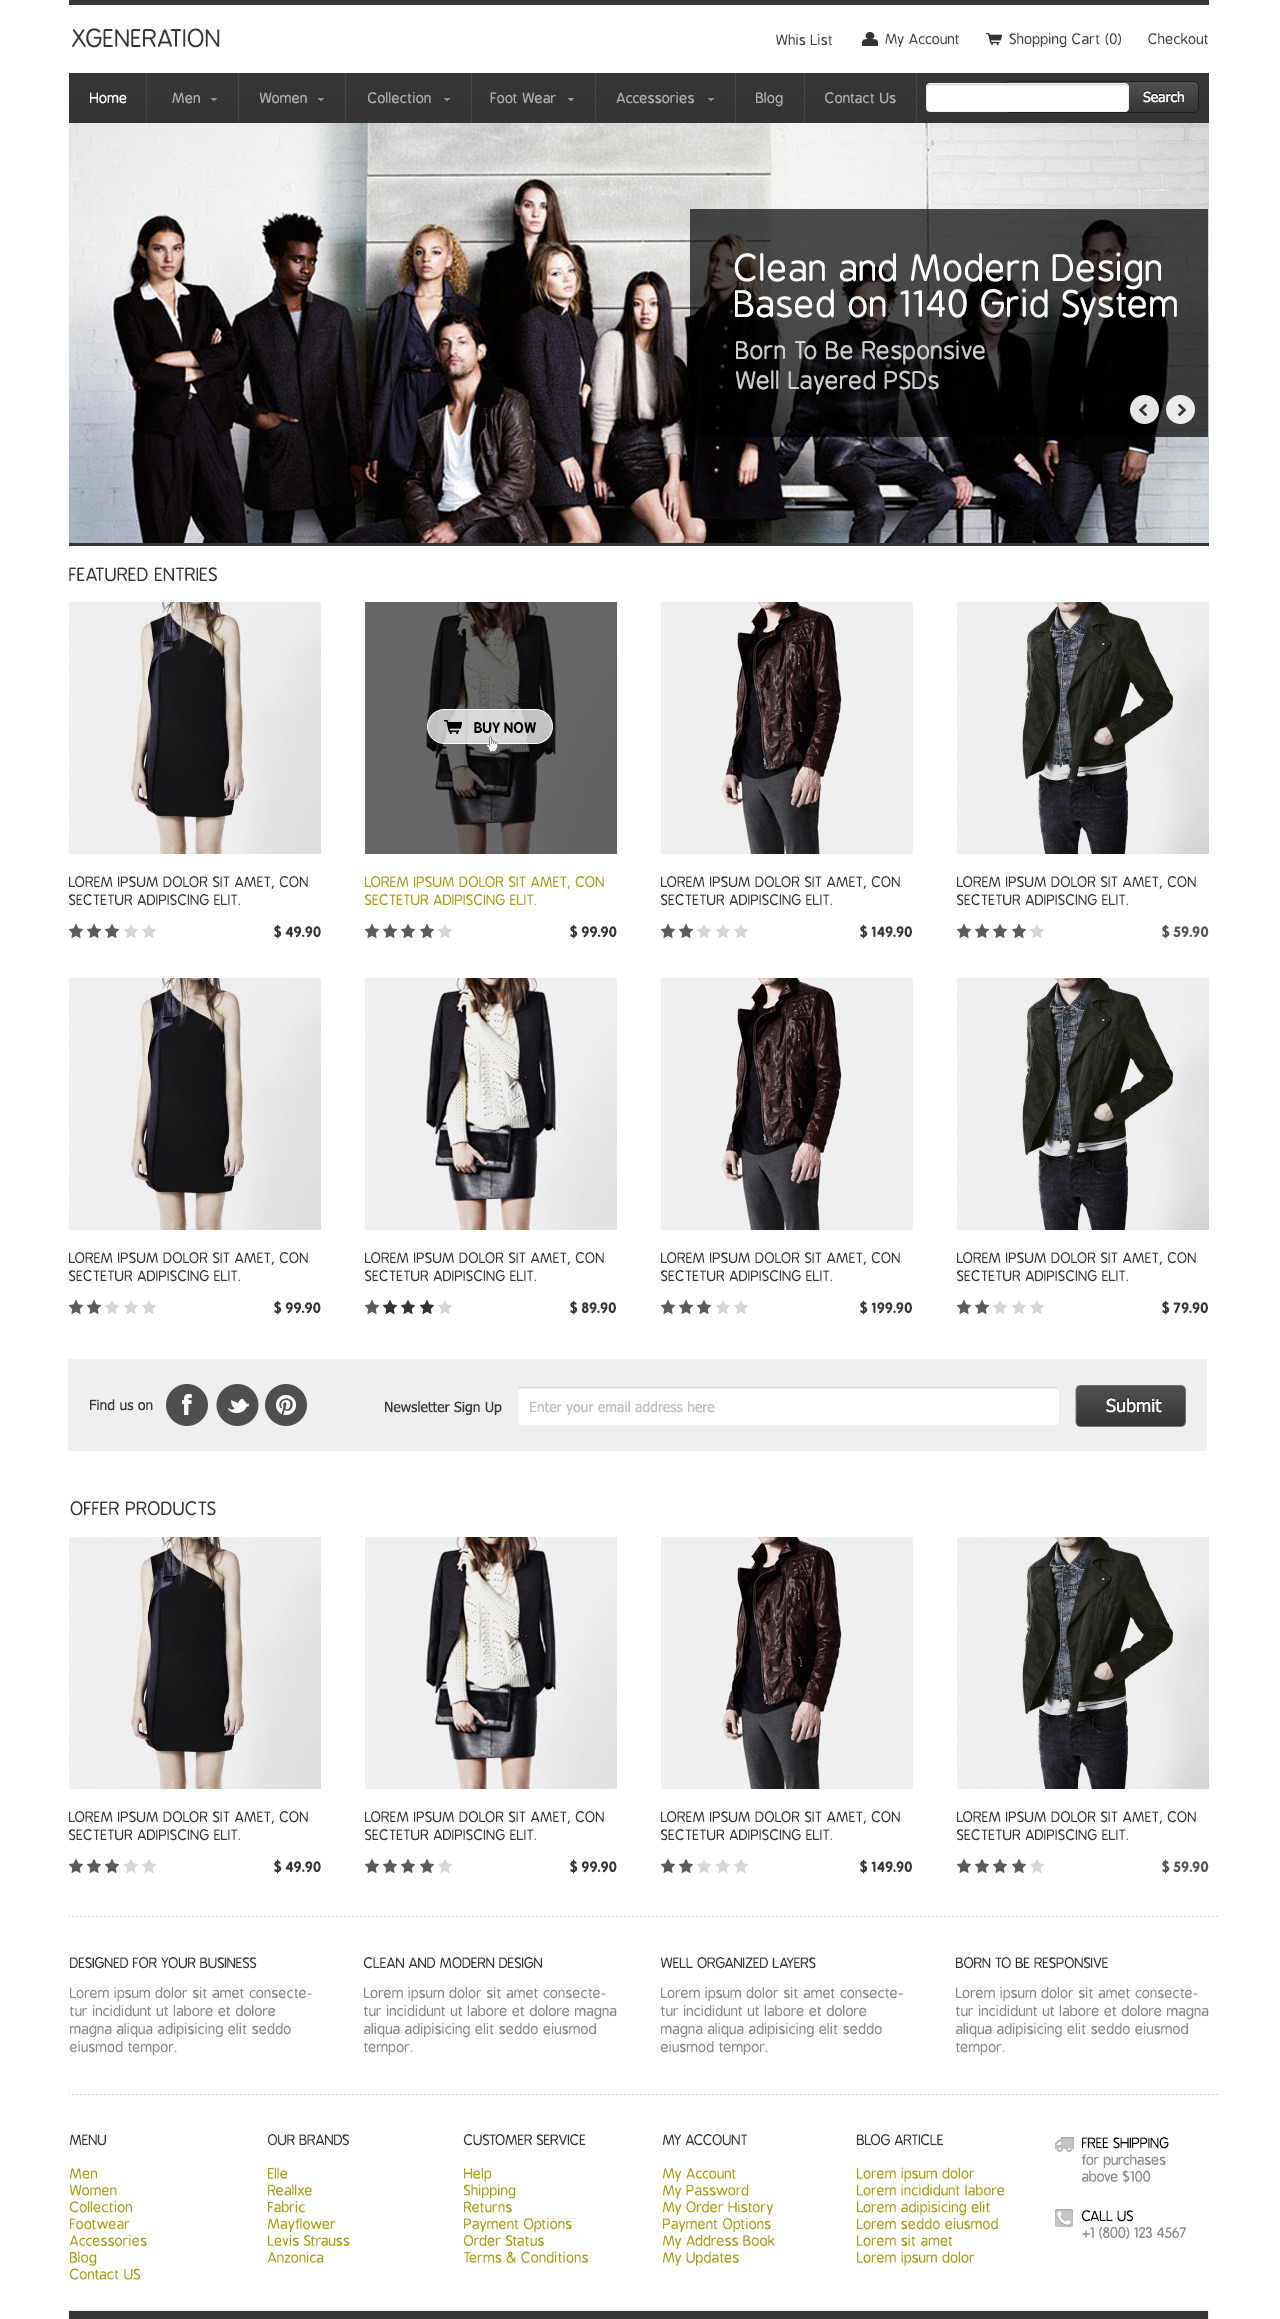 XGENERATION
Whis List My Account Shopping Cart (0) Checkout
Home Men Women Collection Foot Wear Accessories Blog Contact Us Search
Clean and Modern Design
Based on 1140 Grid System
Born To Be Responsive
Well Layered PSDs
FEATURED ENTRIES
BUY NOW
LOREM IPSUM DOLOR SIT AMET, CON
SECTETUR ADIPISCING ELIT.
$ 49.90
LOREM IPSUM DOLOR SIT AMET, CON
SECTETUR ADIPISCING ELIT.
$ 99.90
LOREM IPSUM DOLOR SIT AMET, CON
SECTETUR ADIPISCING ELIT.
$ 149.90
LOREM IPSUM DOLOR SIT AMET, CON
SECTETUR ADIPISCING ELIT.
$ 59.90
LOREM IPSUM DOLOR SIT AMET, CON
SECTETUR ADIPISCING ELIT.
$ 99.90
LOREM IPSUM DOLOR SIT AMET, CON
SECTETUR ADIPISCING ELIT.
$ 89.90
LOREM IPSUM DOLOR SIT AMET, CON
SECTETUR ADIPISCING ELIT.
$ 199.90
LOREM IPSUM DOLOR SIT AMET, CON
SECTETUR ADIPISCING ELIT.
$ 79.90
Find us on
Newsletter Sign Up Enter your email address here Submit
OFFER PRODUCTS
LOREM IPSUM DOLOR SIT AMET, CON
SECTETUR ADIPISCING ELIT.
$ 49.90
LOREM IPSUM DOLOR SIT AMET, CON
SECTETUR ADIPISCING ELIT.
$ 99.90
LOREM IPSUM DOLOR SIT AMET, CON
SECTETUR ADIPISCING ELIT.
$ 149.90
LOREM IPSUM DOLOR SIT AMET, CON
SECTETUR ADIPISCING ELIT.
$ 59.90
DESIGNED FOR YOUR BUSINESS
Lorem ipsum dolor sit amet consecte-
tur incididunt ut labore et dolore
magna aliqua adipisicing elit seddo
eiusmod tempor.
CLEAN AND MODERN DESIGN
Lorem ipsum dolor sit amet consecte-
tur incididunt ut labore et dolore magna
aliqua adipisicing elit seddo eiusmod
tempor.
WELL ORGANIZED LAYERS
Lorem ipsum dolor sit amet consecte-
tur incididunt ut labore et dolore
magna aliqua adipisicing elit seddo
eiusmod tempor.
BORN TO BE RESPONSIVE
Lorem ipsum dolor sit amet consecte-
tur incididunt ut labore et dolore magna
aliqua adipisicing elit seddo eiusmod
tempor.
MENU
Men
Women
Collection
Footwear
Accessories
Blog
Contact US
OUR BRANDS
Elle
Reallxe
Fabric
Mayflower
Levis Strauss
Anzonica
CUSTOMER SERVICE
Help
Shipping
Returns
Payment Options
Order Status
Terms & Conditions
MY ACCOUNT
My Account
My Password
My Order History
Payment Options
My Address Book
My Updates
BLOG ARTICLE
Lorem ipsum dolor
Lorem incididunt labore
Lorem adipisicing elit
Lorem seddo eiusmod
Lorem sit amet
Lorem ipsum dolor
FREE SHIPPING
for purchases
above $100
CALL US
+1 (800) 123 4567